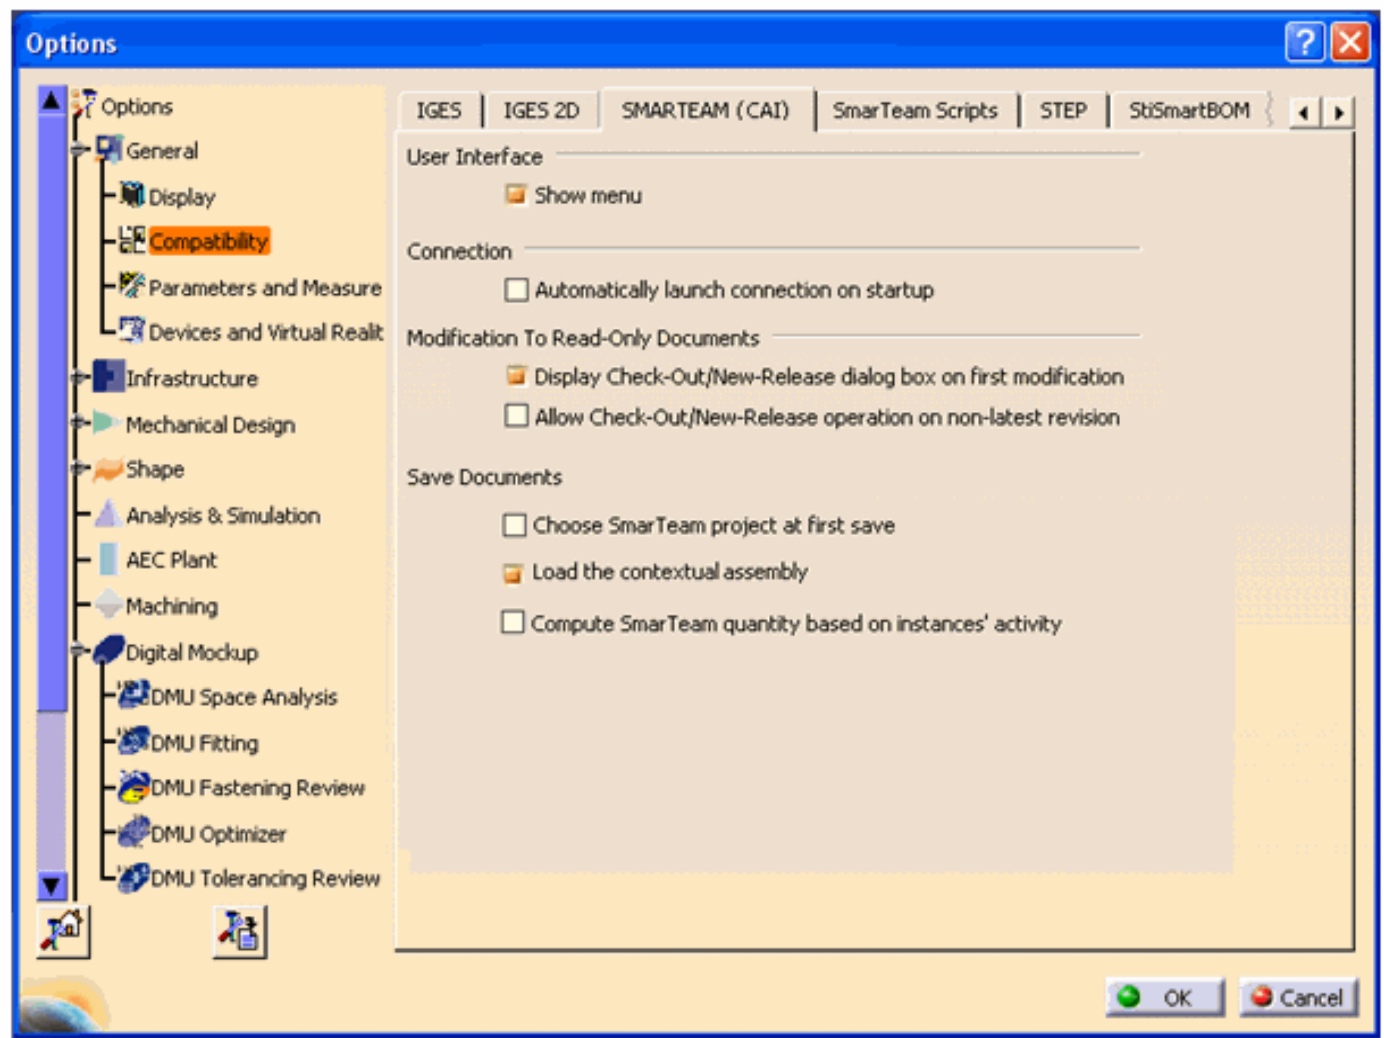 Options
Options
General
Display
Compatibility
Parameters and Measure
Devices and Virtual Realit
Infrastructure
Mechanical Design
Shape
Analysis & Simulation
AEC Plant
Machining
Digital Mockup
DMU Space Analysis
DMU Fitting
DMU Fastening Review
DMU Optimizer
DMU Tolerancing Review
IGES IGES 2D SMARTEAM (CAI) SmarTeam Scripts STEP StiSmartBOM
User Interface
Show menu
Connection
Automatically launch connection on startup
Modification To Read-Only Documents
Display Check-Out/New-Release dialog box on first modification
Allow Check-Out/New-Release operation on non-latest revision
Save Documents
Choose SmarTeam project at first save
Load the contextual assembly
Compute SmarTeam quantity based on instances' activity
OK Cancel